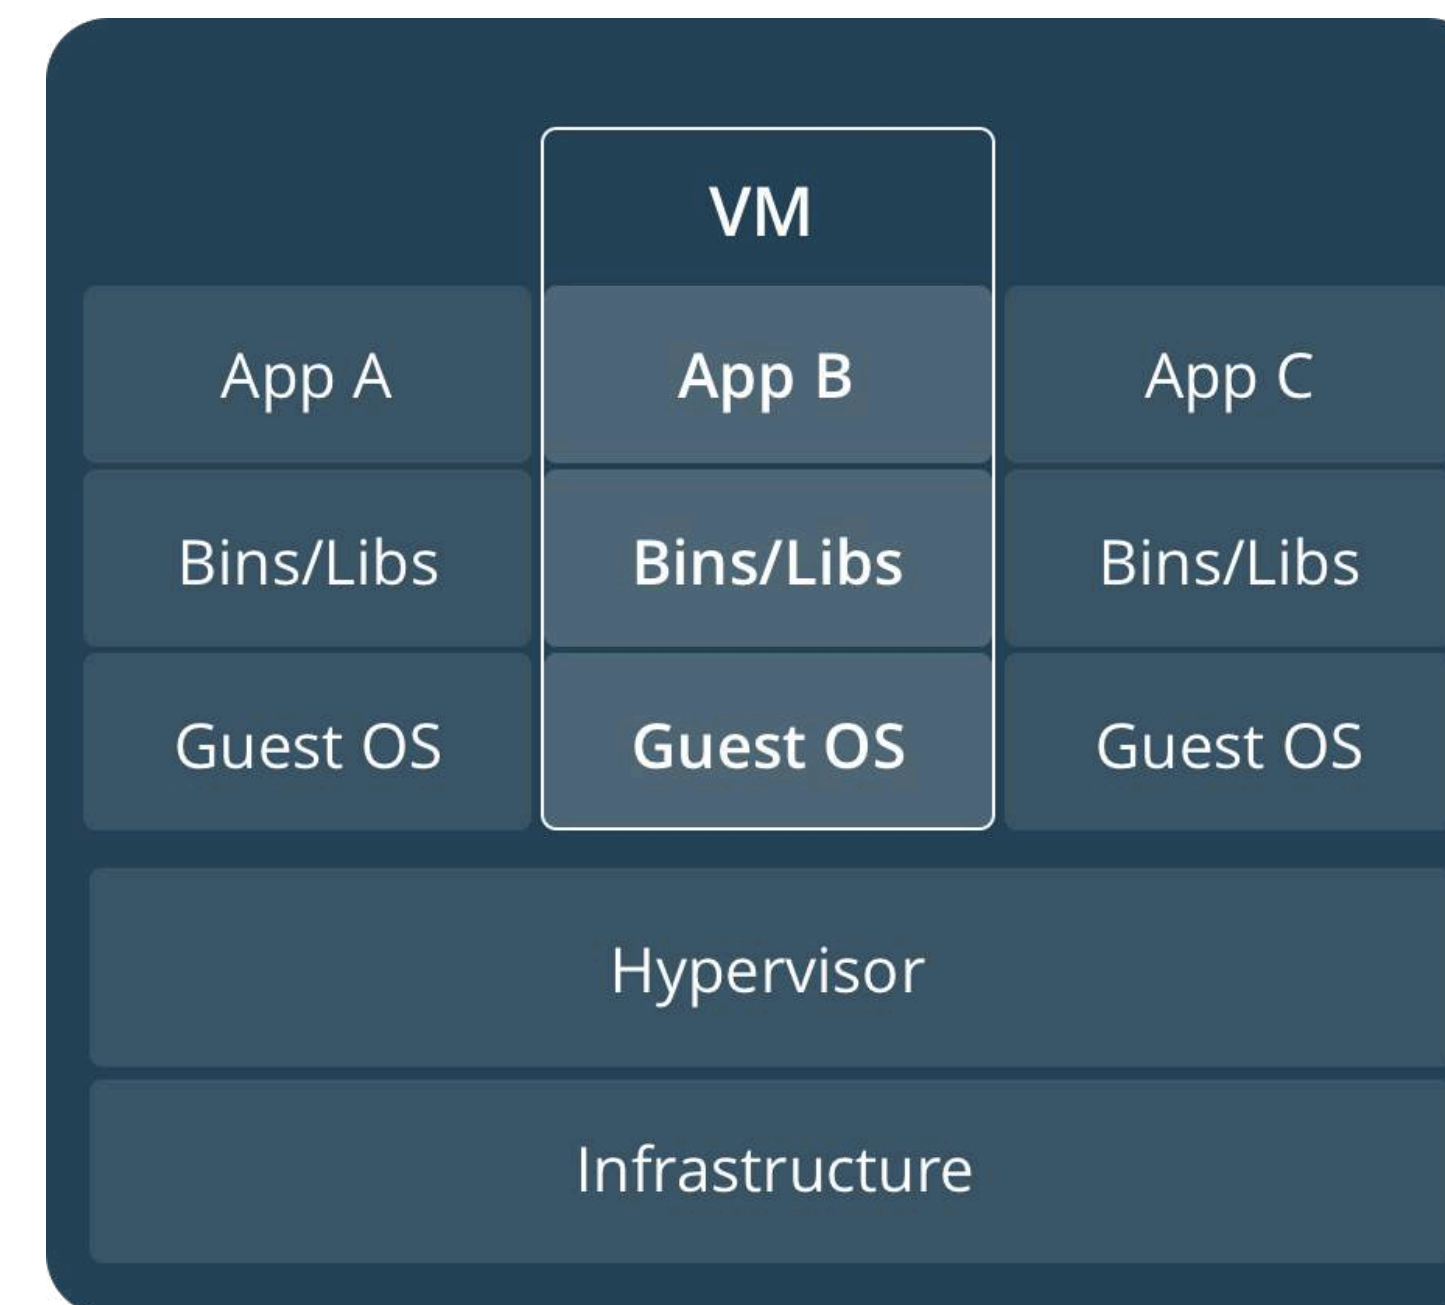 VM
App A App B App C
Bins/Libs Bins/Libs Bins/Libs
Guest OS Guest OS Guest OS
Hypervisor
Infrastructure